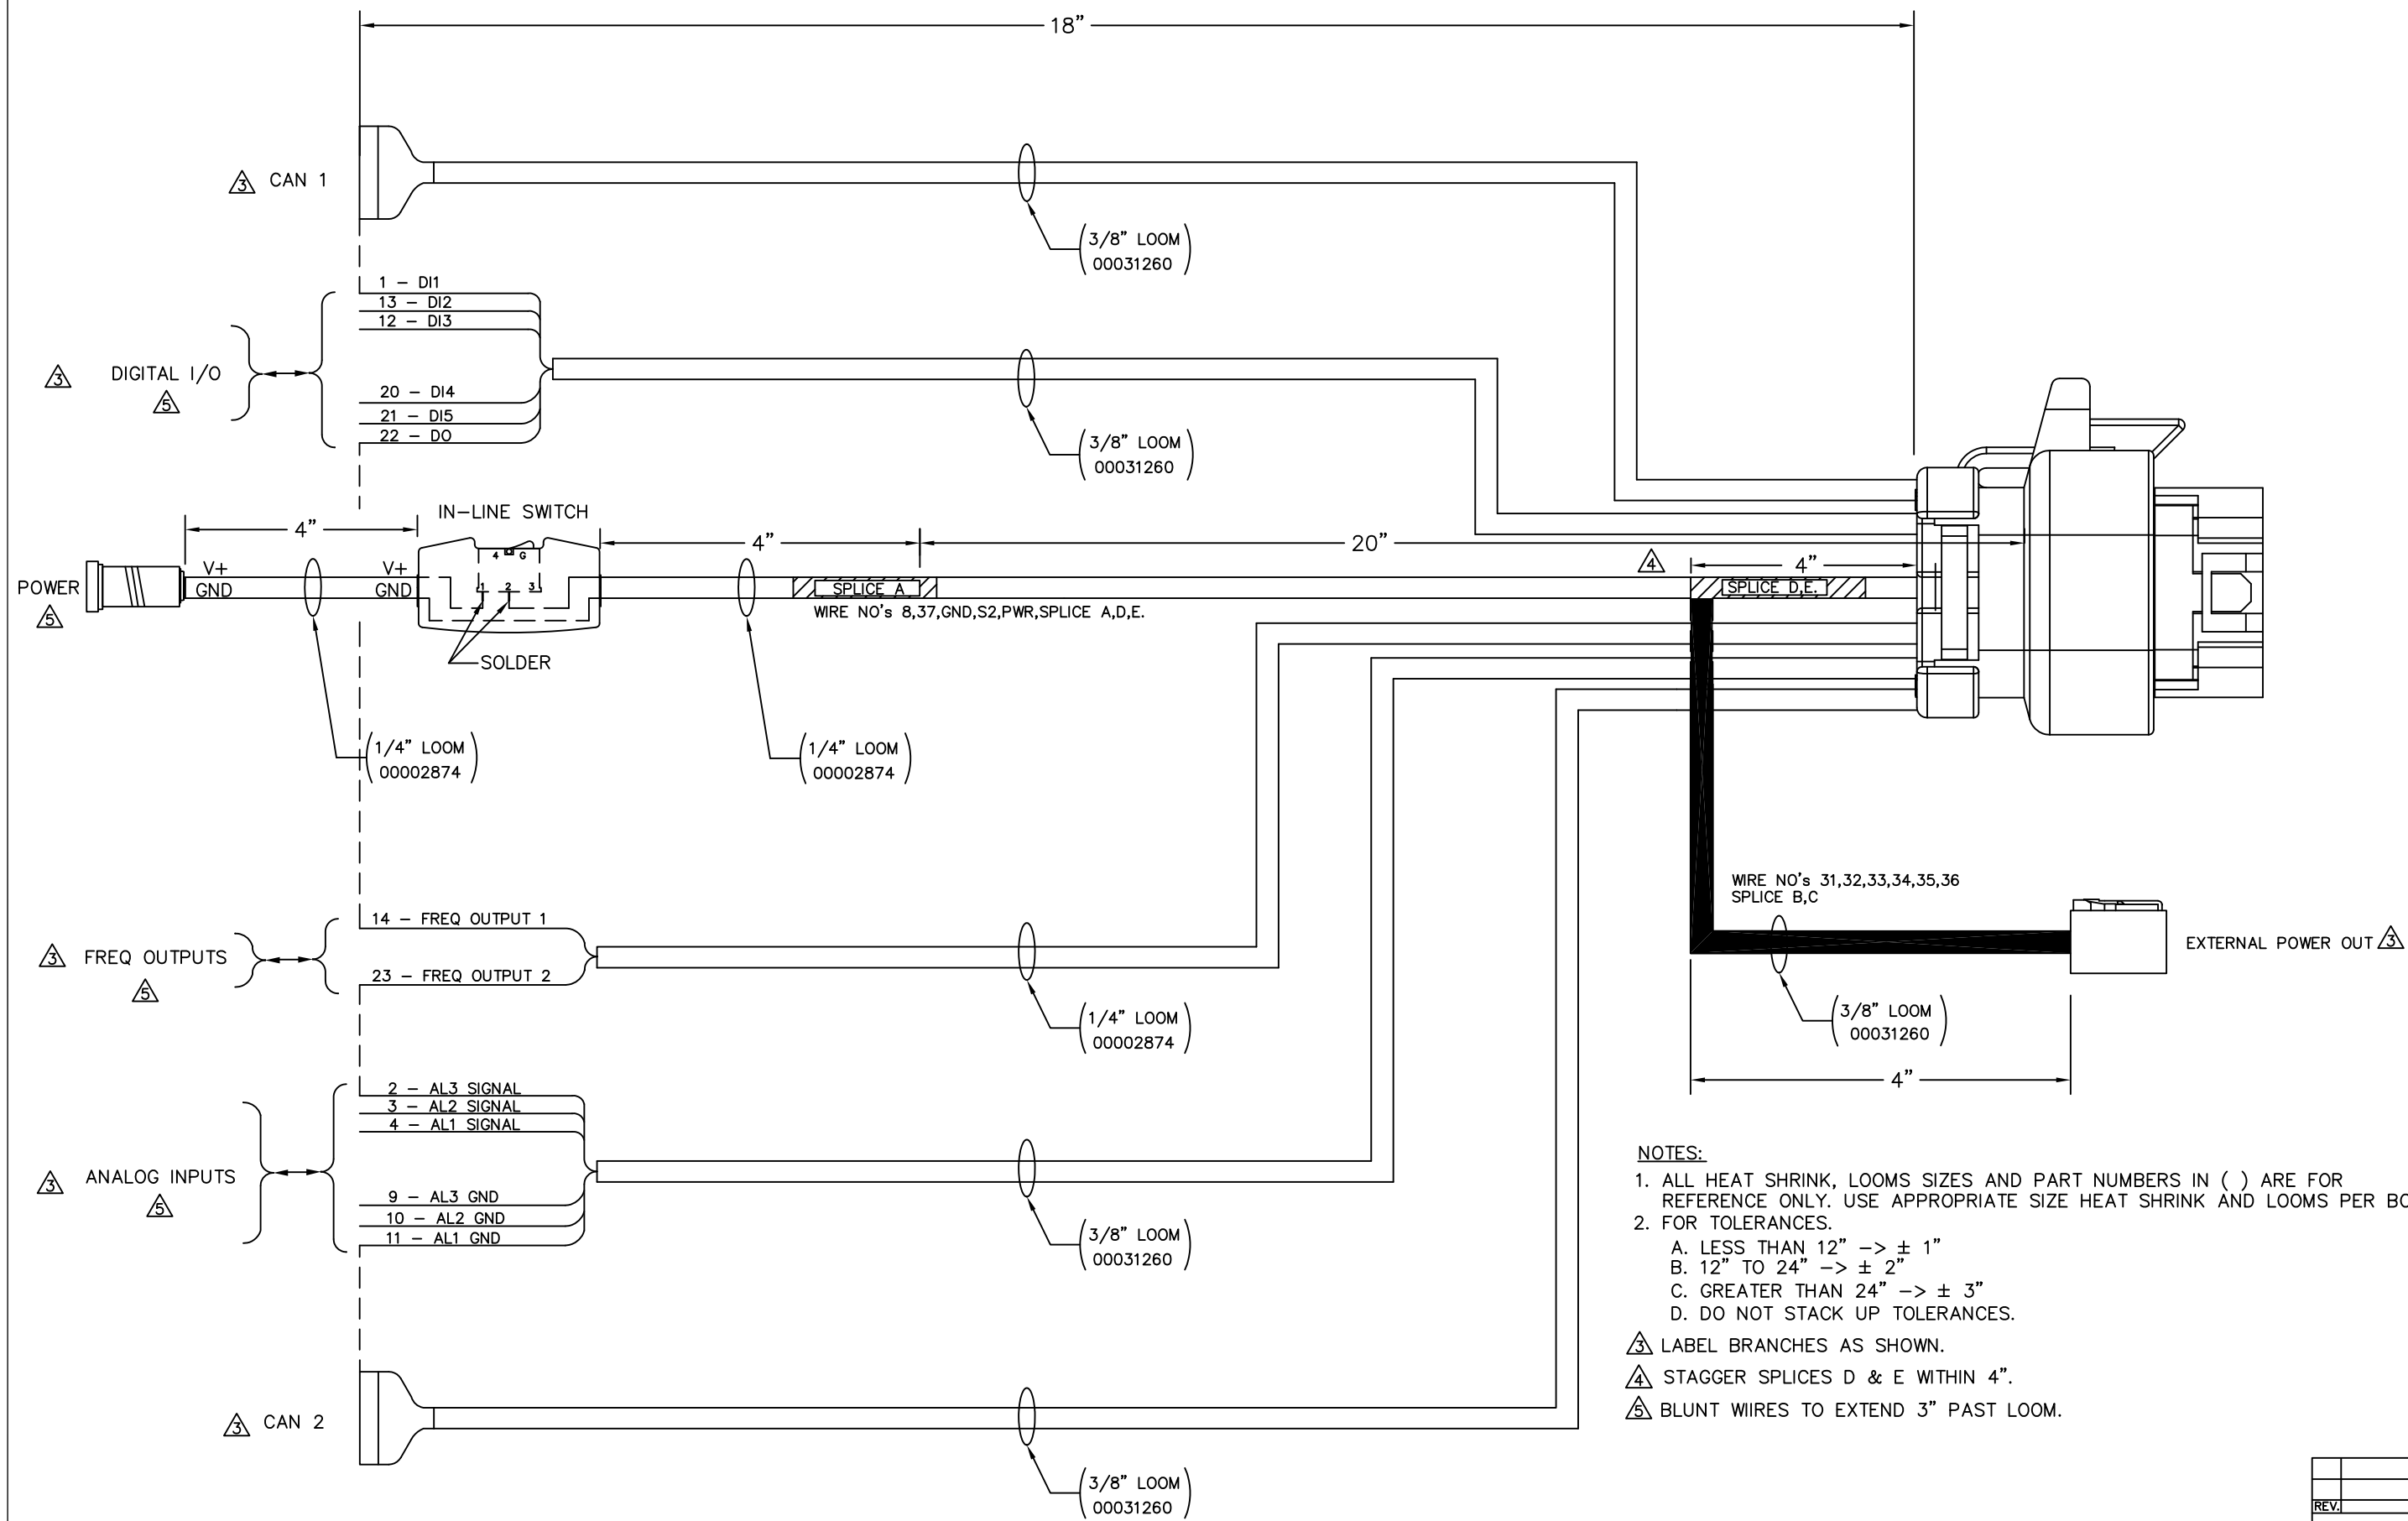 18”
3 CAN 1
(3/8” LOOM
00031260)
1 – DI1
13 – DI2
12 – DI3
3 DIGITAL I/O
5
20 – DI4
21 – DI5
22 – DO
(3/8” LOOM
00031260)
IN–LINE SWITCH
4”
4”
20”
4 G
1 2 3
POWER
5
V+
GND
V+
GND
SPLICE A
WIRE NO's 8,37,GND,S2,PWR,SPLICE A,D,E.
4
4”
SPLICE D,E.
SOLDER
(1/4” LOOM
00002874)
(1/4” LOOM
00002874)
WIRE NO's 31,32,33,34,35,36
SPLICE B,C
EXTERNAL POWER OUT 3
(3/8” LOOM
00031260)
4”
14 – FREQ OUTPUT 1
3 FREQ OUTPUTS
5
23 – FREQ OUTPUT 2
(1/4” LOOM
00002874)
2 – AL3 SIGNAL
3 – AL2 SIGNAL
4 – AL1 SIGNAL
3 ANALOG INPUTS
5
9 – AL3 GND
10 – AL2 GND
11 – AL1 GND
(3/8” LOOM
00031260)
3 CAN 2
(3/8” LOOM
00031260)
NOTES:
1. ALL HEAT SHRINK, LOOMS SIZES AND PART NUMBERS IN ( ) ARE FOR
REFERENCE ONLY. USE APPROPRIATE SIZE HEAT SHRINK AND LOOMS PER
2. FOR TOLERANCES.
A. LESS THAN 12” –> ± 1”
B. 12” TO 24” –> ± 2”
C. GREATER THAN 24” –> ± 3”
D. DO NOT STACK UP TOLERANCES.
3 LABEL BRANCHES AS SHOWN.
4 STAGGER SPLICES D & E WITHIN 4”.
5 BLUNT WIIRES TO EXTEND 3” PAST LOOM.
REV.